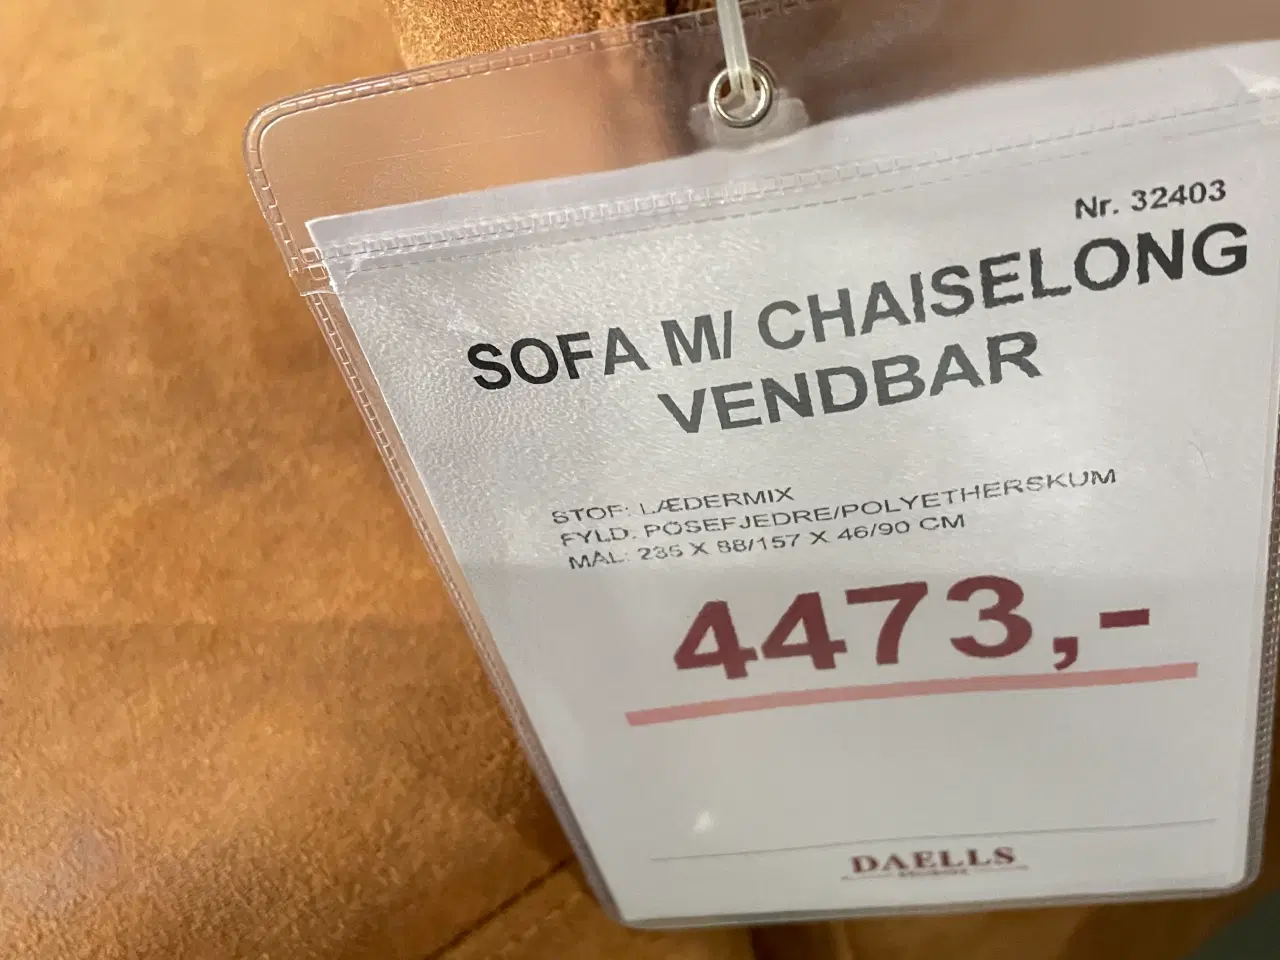 Nr. 32403
SOFA M/ CHAISELONG
VENDBAR
STOF: LÆDERMIX
FYLD: POSEFJEDRE/POLYETHERSKUM
MÅL: 235 X 88/157 X 46/90 CM
4473,-
DAELLS